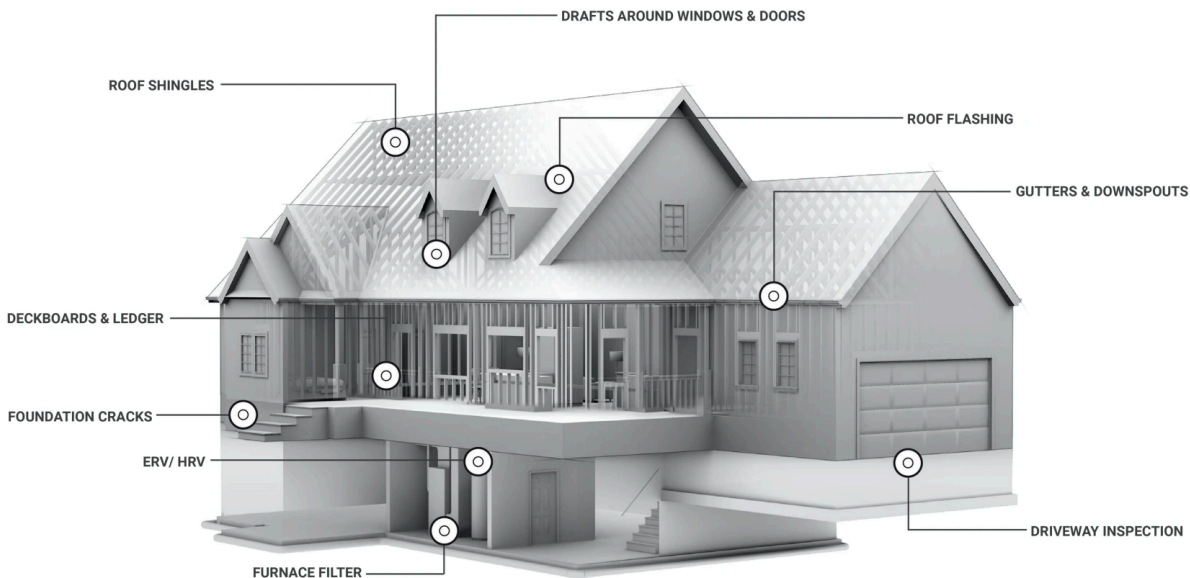 DRAFTS AROUND WINDOWS & DOORS
ROOF SHINGLES
ROOF FLASHING
GUTTERS & DOWNSPOUTS
DECKBOARDS & LEDGER
FOUNDATION CRACKS
ERV/ HRV
DRIVEWAY INSPECTION
FURNACE FILTER